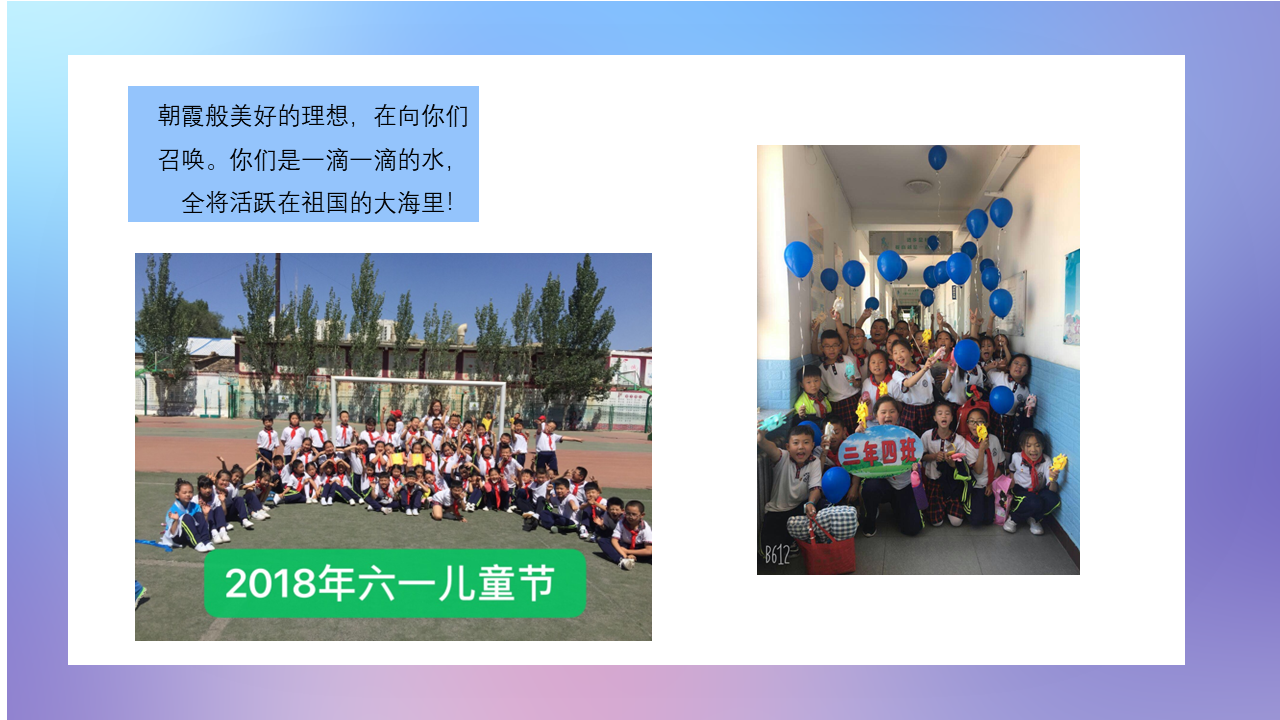 朝霞般美好的理想，在向你们
召唤。你们是一滴一滴的水，
全将活跃在祖国的大海里！
2018年六一儿童节
三年四班
B612